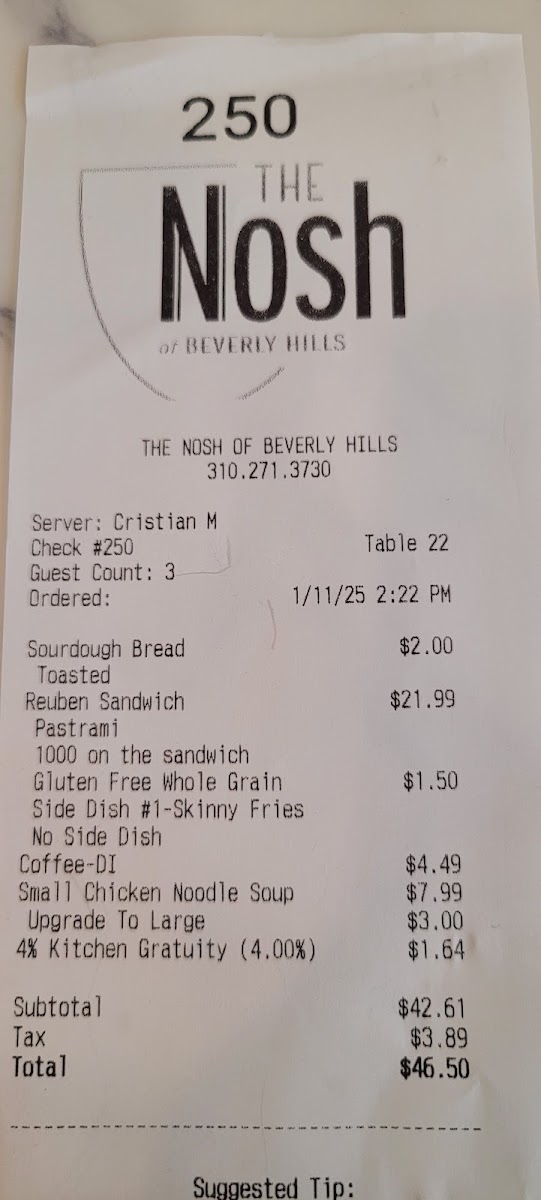 250
THE
Nosh
of BEVERLY HILLS
THE NOSH OF BEVERLY HILLS
310.271.3730
Server: Cristian M
Check #250 Table 22
Guest Count: 3
Ordered: 1/11/25 2:22 PM
Sourdough Bread $2.00
Toasted
Reuben Sandwich $21.99
Pastrami
1000 on the sandwich
Gluten Free Whole Grain $1.50
Side Dish #1-Skinny Fries
No Side Dish
Coffee-DI $4.49
Small Chicken Noodle Soup $7.99
Upgrade To Large $3.00
4% Kitchen Gratuity (4.00%) $1.64
Subtotal $42.61
Tax $3.89
Total $46.50
Suggested Tip: